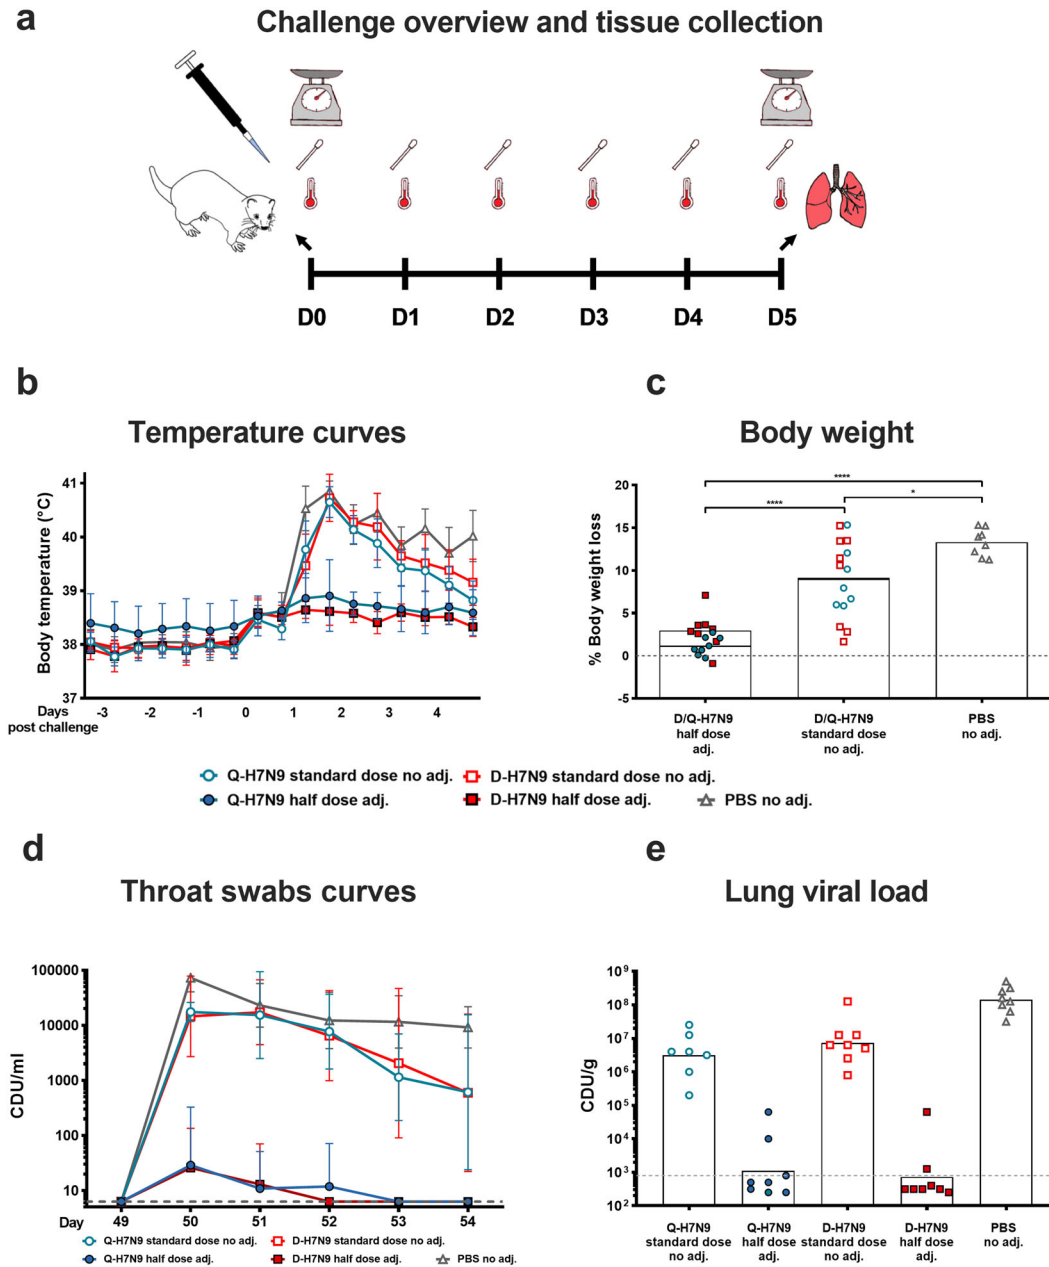 a
Challenge overview and tissue collection
D0 D1 D2 D3 D4 D5
b
Temperature curves
Body temperature (°C)
41
40
39
38
37
Days
post challenge
-3 -2 -1 0 1 2 3 4
c
Body weight
% Body weight loss
20
15
10
5
0
-5
****
****
*
D/Q-H7N9
half dose
adj.
D/Q-H7N9
standard dose
no adj.
PBS
no adj.
Q-H7N9 standard dose no adj.
D-H7N9 standard dose no adj.
Q-H7N9 half dose adj.
D-H7N9 half dose adj.
PBS no adj.
d
Throat swabs curves
CDU/ml
100000
10000
1000
100
10
Day
49 50 51 52 53 54
Q-H7N9 standard dose no adj.
D-H7N9 standard dose no adj.
Q-H7N9 half dose adj.
D-H7N9 half dose adj.
PBS no adj.
e
Lung viral load
CDU/g
10⁹
10⁸
10⁷
10⁶
10⁵
10⁴
10³
10²
Q-H7N9
standard dose
no adj.
Q-H7N9
half dose
adj.
D-H7N9
standard dose
no adj.
D-H7N9
half dose
adj.
PBS
no adj.